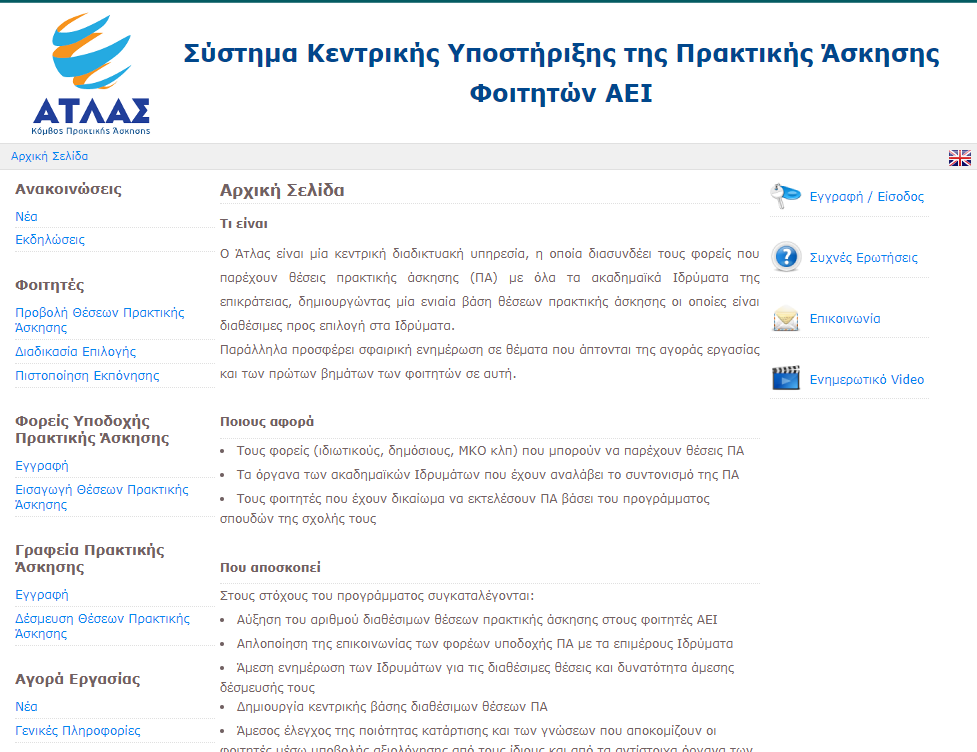 Σύστημα Κεντρικής Υποστήριξης της Πρακτικής Άσκησης
Φοιτητών ΑΕΙ
ΑΤΛΑΣ
Κόμβος Πρακτικής Άσκησης
Αρχική Σελίδα
Ανακοινώσεις
Νέα
Εκδηλώσεις
Φοιτητές
Προβολή Θέσεων Πρακτικής
Άσκησης
Διαδικασία Επιλογής
Πιστοποίηση Εκπόνησης
Φορείς Υποδοχής
Πρακτικής Άσκησης
Εγγραφή
Εισαγωγή Θέσεων Πρακτικής
Άσκησης
Γραφεία Πρακτικής
Άσκησης
Εγγραφή
Δέσμευση Θέσεων Πρακτικής
Άσκησης
Αγορά Εργασίας
Νέα
Γενικές Πληροφορίες
Αρχική Σελίδα
Τι είναι
Ο Άτλας είναι μία κεντρική διαδικτυακή υπηρεσία, η οποία διασυνδέει τους φορείς που
παρέχουν θέσεις πρακτικής άσκησης (ΠΑ) με όλα τα ακαδημαϊκά Ιδρύματα της
επικράτειας, δημιουργώντας μία ενιαία βάση θέσεων πρακτικής άσκησης οι οποίες είναι
διαθέσιμες προς επιλογή στα Ιδρύματα.
Παράλληλα προσφέρει σφαιρική ενημέρωση σε θέματα που άπτονται της αγοράς εργασίας
και των πρώτων βημάτων των φοιτητών σε αυτή.
Ποιους αφορά
• Τους φορείς (ιδιωτικούς, δημόσιους, ΜΚΟ κλπ) που μπορούν να παρέχουν θέσεις ΠΑ
• Τα όργανα των ακαδημαϊκών Ιδρυμάτων που έχουν αναλάβει το συντονισμό της ΠΑ
• Τους φοιτητές που έχουν δικαίωμα να εκτελέσουν ΠΑ βάσει του προγράμματος
σπουδών της σχολής τους
Που αποσκοπεί
Στους στόχους του προγράμματος συγκαταλέγονται:
• Αύξηση του αριθμού διαθέσιμων θέσεων πρακτικής άσκησης στους φοιτητές ΑΕΙ
• Απλοποίηση της επικοινωνίας των φορέων υποδοχής ΠΑ με τα επιμέρους Ιδρύματα
• Άμεση ενημέρωση των Ιδρυμάτων για τις διαθέσιμες θέσεις και δυνατότητα άμεσης
δέσμευσής τους
• Δημιουργία κεντρικής βάσης διαθέσιμων θέσεων ΠΑ
• Άμεσος έλεγχος της ποιότητας κατάρτισης και των γνώσεων που αποκομίζουν οι
φοιτητές μέσω υποβολής αξιολόγησης από τους ίδιους και από τα αντίστοιχα όργανα των
Εγγραφή / Είσοδος
Συχνές Ερωτήσεις
Επικοινωνία
Ενημερωτικό Video